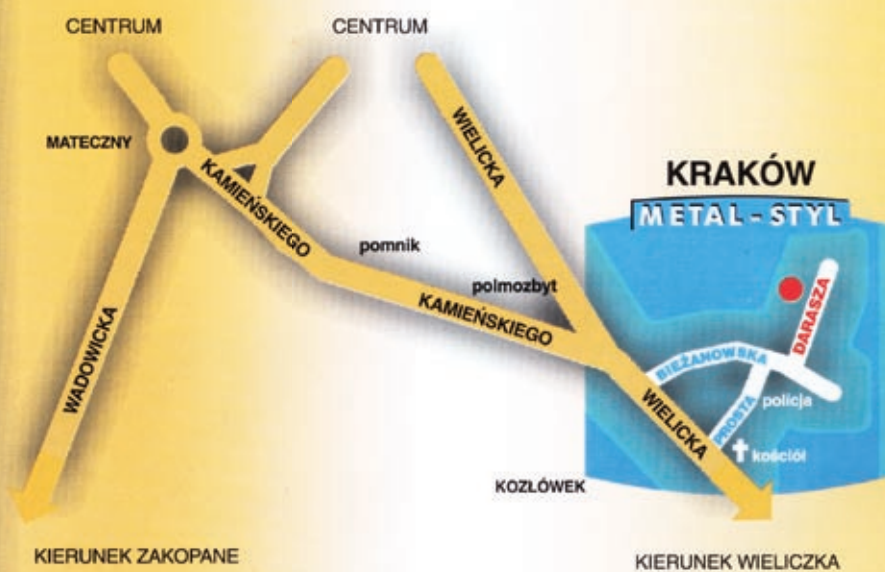 CENTRUM
CENTRUM
MATECZNY
WIELICKA
KAMIEŃSKIEGO
KRAKÓW
METAL-STYL
pomnik
polmozbyt
KAMIEŃSKIEGO
DARASZA
WADOWICKA
BIEŻANOWSKA
WIELICKA
PROSTA
policja
kościół
KOZŁÓWEK
KIERUNEK ZAKOPANE
KIERUNEK WIELICZKA